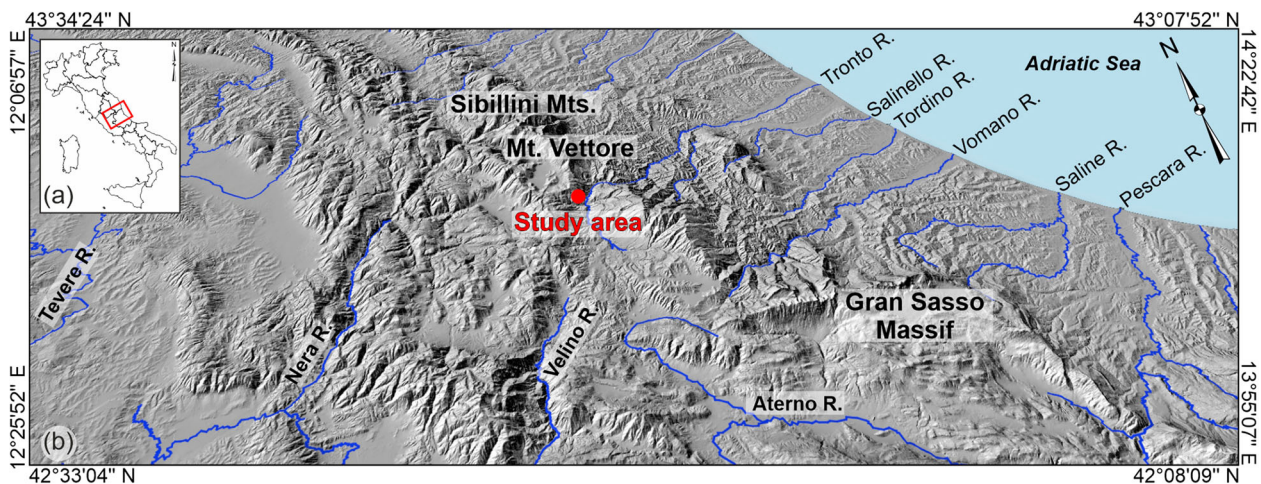 43°34'24'' N
43°07'52'' N
12°06'57'' E
14°22'42'' E
N
(a)
Sibillini Mts.
Mt. Vettore
Study area
Tronto R.
Salinello R.
Tordino R.
Vomano R.
Saline R.
Pescara R.
Adriatic Sea
N
Tevere R.
Nera R.
Velino R.
Gran Sasso
Massif
Aterno R.
(b)
12°25'52'' E
13°55'07'' E
42°33'04'' N
42°08'09'' N